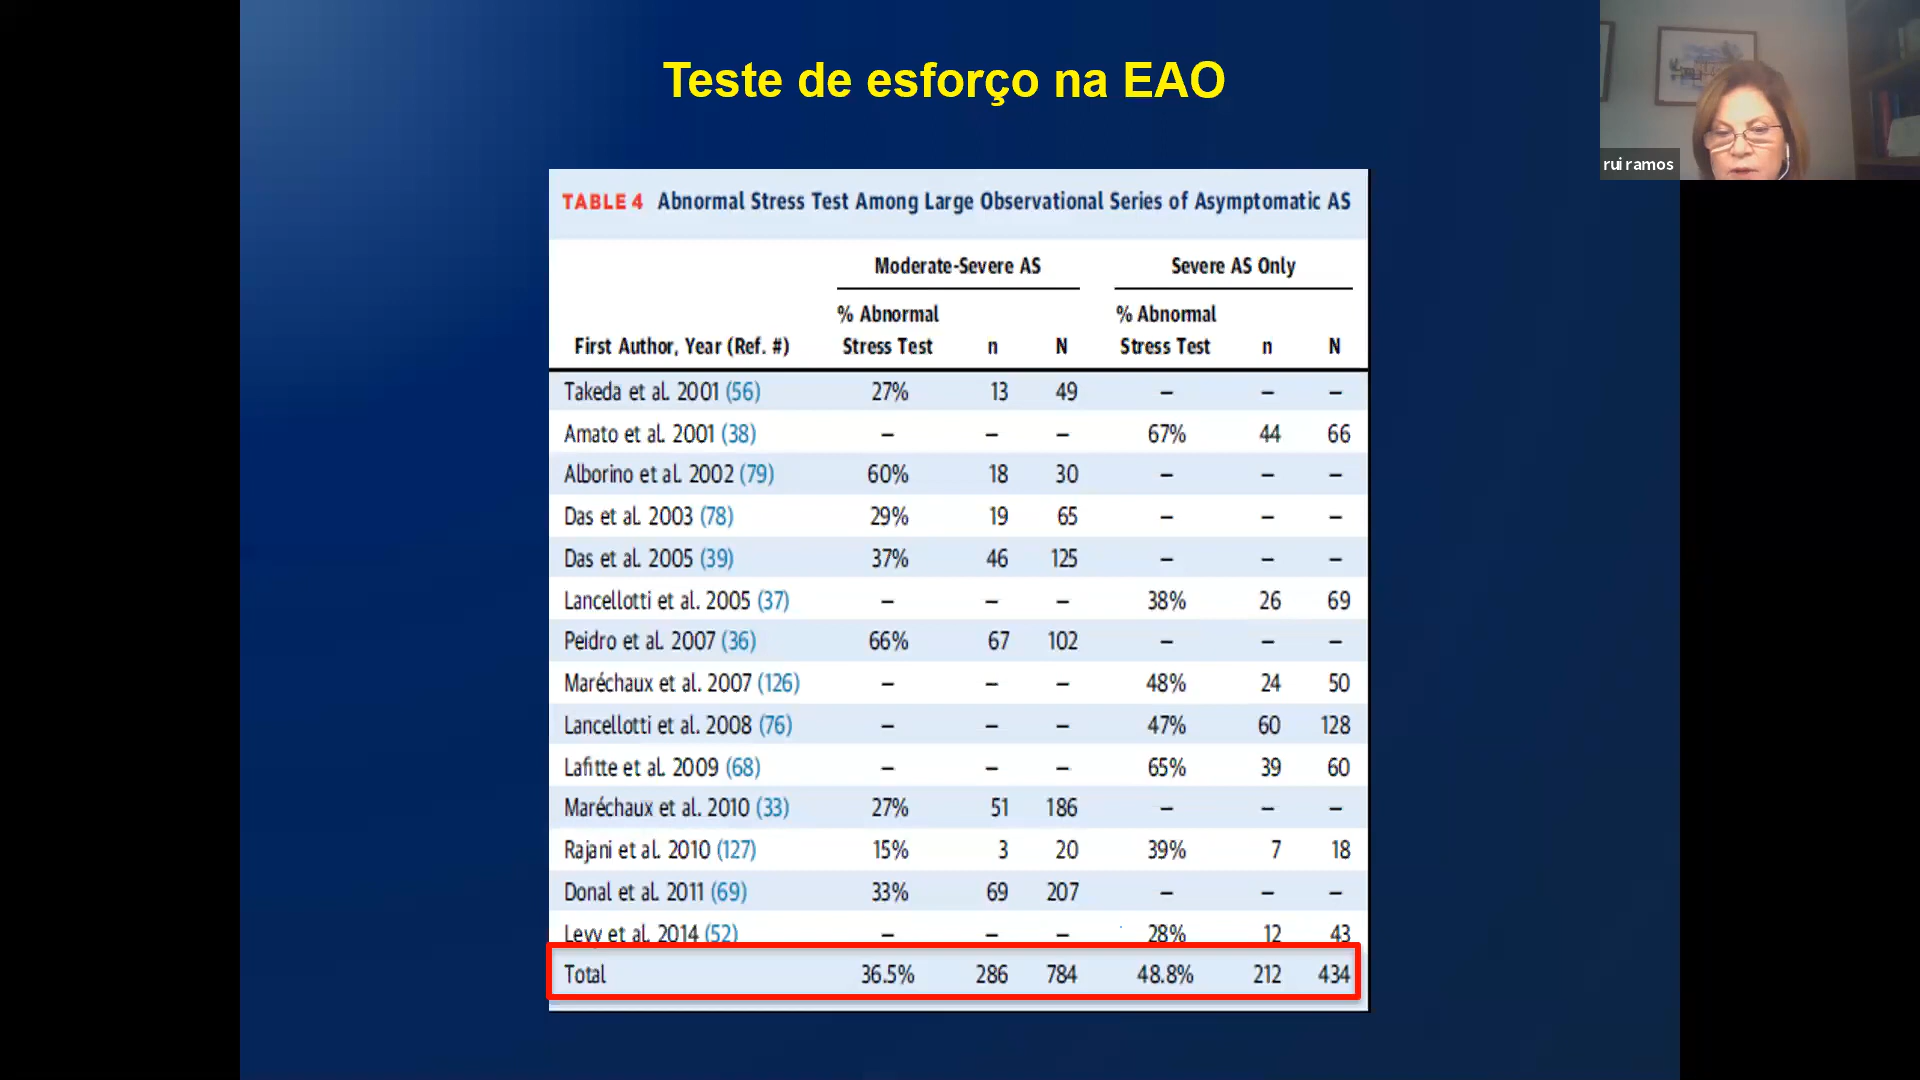 Teste de esforço na EAO
rui ramos
TABLE 4 Abnormal Stress Test Among Large Observational Series of Asymptomatic AS
Moderate-Severe AS Severe AS Only
% Abnormal % Abnormal
First Author, Year (Ref. #) Stress Test n N Stress Test n N
Takeda et al. 2001 (56) 27% 13 49 – – –
Amato et al. 2001 (38) – – – 67% 44 66
Alborino et al. 2002 (79) 60% 18 30 – – –
Das et al. 2003 (78) 29% 19 65 – – –
Das et al. 2005 (39) 37% 46 125 – – –
Lancellotti et al. 2005 (37) – – – 38% 26 69
Peidro et al. 2007 (36) 66% 67 102 – – –
Maréchaux et al. 2007 (126) – – – 48% 24 50
Lancellotti et al. 2008 (76) – – – 47% 60 128
Lafitte et al. 2009 (68) – – – 65% 39 60
Maréchaux et al. 2010 (33) 27% 51 186 – – –
Rajani et al. 2010 (127) 15% 3 20 39% 7 18
Donal et al. 2011 (69) 33% 69 207 – – –
Levy et al. 2014 (52) – – – 28% 12 43
Total 36.5% 286 784 48.8% 212 434